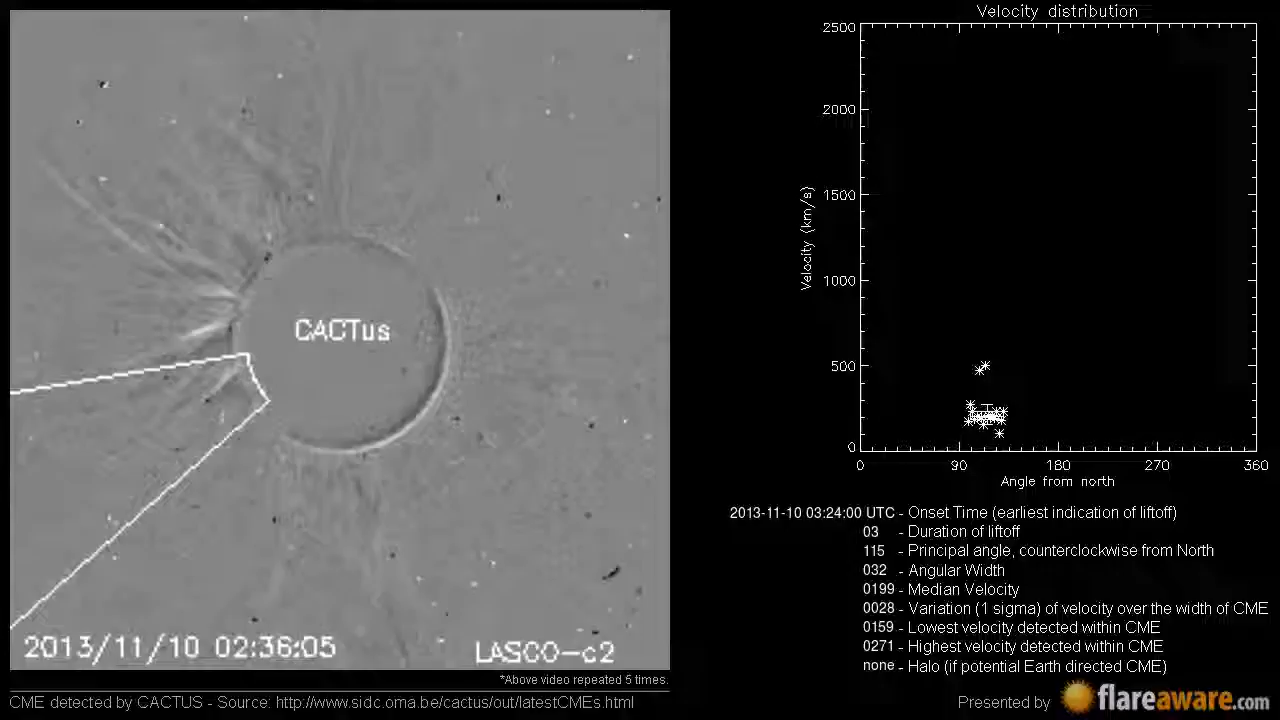 CACTus
2013/11/10 02:36:05
LASCO-c2
*Above video repeated 5 times.
CME detected by CACTUS - Source: http://www.sidc.oma.be/cactus/out/latestCMEs.html
Velocity distribution
2500
2000
1500
1000
500
0
Velocity (km/s)
0 90 180 270 360
Angle from north
2013-11-10 03:24:00 UTC - Onset Time (earliest indication of liftoff)
03 - Duration of liftoff
115 - Principal angle, counterclockwise from North
032 - Angular Width
0199 - Median Velocity
0028 - Variation (1 sigma) of velocity over the width of CME
0159 - Lowest velocity detected within CME
0271 - Highest velocity detected within CME
none - Halo (if potential Earth directed CME)
Presented by flareaware.com